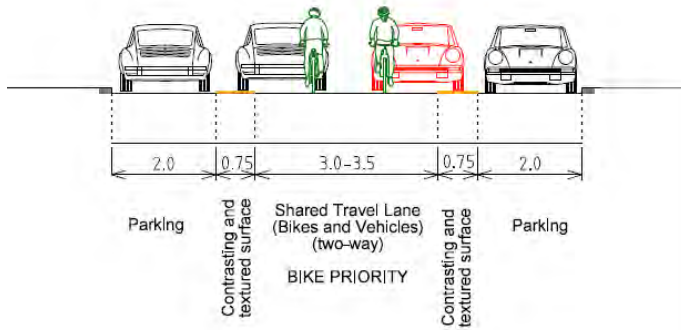 2.0
0.75
3.0-3.5
0.75
2.0
Parking
Contrasting and
textured surface
Shared Travel Lane
(Bikes and Vehicles)
(two-way)
BIKE PRIORITY
Contrasting and
textured surface
Parking